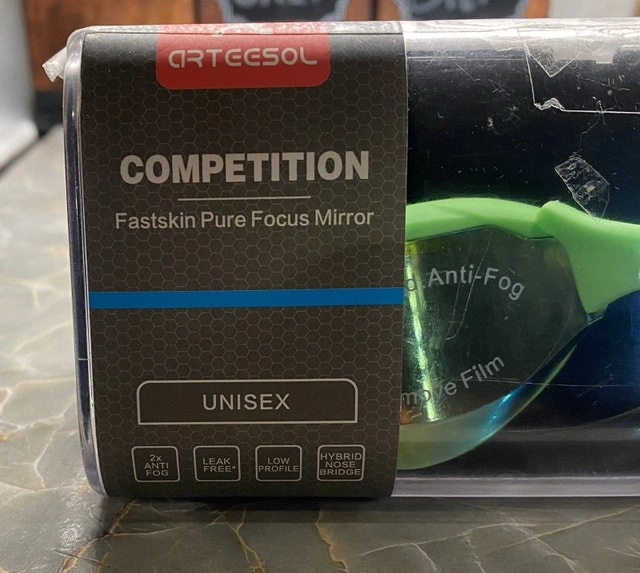 ARTEESOL
COMPETITION
Fastskin Pure Focus Mirror
d.Anti-Fog
move Film
UNISEX
2x
ANTI
FOG
LEAK
FREE*
LOW
PROFILE
HYBRID
NOSE
BRIDGE